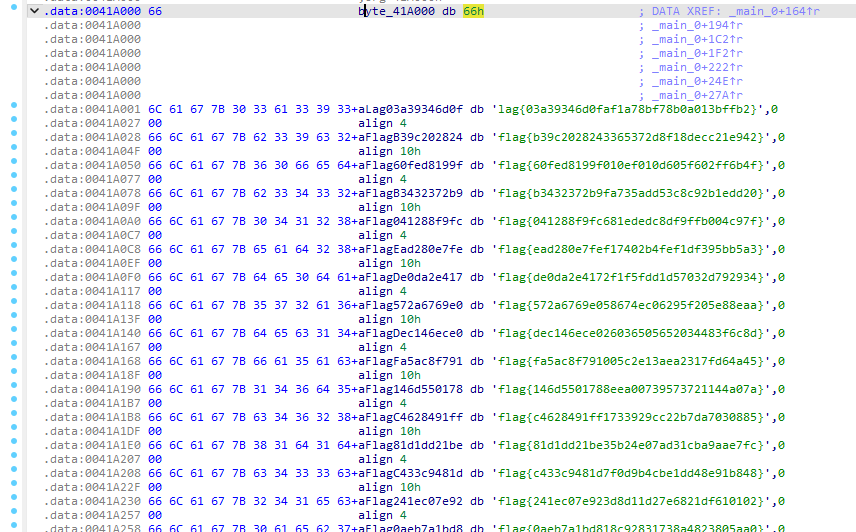 .data:0041A000 66 byte_41A000 db 66h ; DATA XREF: _main_0+164↑r
.data:0041A000 ; _main_0+194↑r
.data:0041A000 ; _main_0+1C2↑r
.data:0041A000 ; _main_0+1F2↑r
.data:0041A000 ; _main_0+222↑r
.data:0041A000 ; _main_0+24E↑r
.data:0041A000 ; _main_0+27A↑r
.data:0041A001 6C 61 67 7B 30 33 61 33 39 33+aLag03a39346d0f db 'lag{03a39346d0faf1a78bf78b0a013bffb2}',0
.data:0041A027 00 align 4
.data:0041A028 66 6C 61 67 7B 62 33 39 63 32+aFlagB39c202824 db 'flag{b39c2028243365372d8f18decc21e942}',0
.data:0041A04F 00 align 10h
.data:0041A050 66 6C 61 67 7B 36 30 66 65 64+aFlag60fed8199f db 'flag{60fed8199f010ef010d605f602ff6b4f}',0
.data:0041A077 00 align 4
.data:0041A078 66 6C 61 67 7B 62 33 34 33 32+aFlagB3432372b9 db 'flag{b3432372b9fa735add53c8c92b1edd20}',0
.data:0041A09F 00 align 10h
.data:0041A0A0 66 6C 61 67 7B 30 34 31 32 38+aFlag041288f9fc db 'flag{041288f9fc681ededc8df9ffb004c97f}',0
.data:0041A0C7 00 align 4
.data:0041A0C8 66 6C 61 67 7B 65 61 64 32 38+aFlagEad280e7fe db 'flag{ead280e7fef17402b4fef1df395bb5a3}',0
.data:0041A0EF 00 align 10h
.data:0041A0F0 66 6C 61 67 7B 64 65 30 64 61+aFlagDe0da2e417 db 'flag{de0da2e4172f1f5fdd1d57032d792934}',0
.data:0041A117 00 align 4
.data:0041A118 66 6C 61 67 7B 35 37 32 61 36+aFlag572a6769e0 db 'flag{572a6769e058674ec06295f205e88eaa}',0
.data:0041A13F 00 align 10h
.data:0041A140 66 6C 61 67 7B 64 65 63 31 34+aFlagDec146ece0 db 'flag{dec146ece026036505652034483f6c8d}',0
.data:0041A167 00 align 4
.data:0041A168 66 6C 61 67 7B 66 61 35 61 63+aFlagFa5ac8f791 db 'flag{fa5ac8f791005c2e13aea2317fd64a45}',0
.data:0041A18F 00 align 10h
.data:0041A190 66 6C 61 67 7B 31 34 36 64 35+aFlag146d550178 db 'flag{146d5501788eea00739573721144a07a}',0
.data:0041A1B7 00 align 4
.data:0041A1B8 66 6C 61 67 7B 63 34 36 32 38+aFlagC4628491ff db 'flag{c4628491ff1733929cc22b7da7030885}',0
.data:0041A1DF 00 align 10h
.data:0041A1E0 66 6C 61 67 7B 38 31 64 31 64+aFlag81d1dd21be db 'flag{81d1dd21be35b24e07ad31cba9aae7fc}',0
.data:0041A207 00 align 4
.data:0041A208 66 6C 61 67 7B 63 34 33 33 63+aFlagC433c9481d db 'flag{c433c9481d7f0d9b4cbe1dd48e91b848}',0
.data:0041A22F 00 align 10h
.data:0041A230 66 6C 61 67 7B 32 34 31 65 63+aFlag241ec07e92 db 'flag{241ec07e923d8d11d27e6821df610102}',0
.data:0041A257 00 align 4
.data:0041A258 66 6C 61 67 7B 30 61 65 62 37+aFlag0aeb7a1bd8 db 'flag{0aeb7a1bd818c92831738a4823805aa0}',0